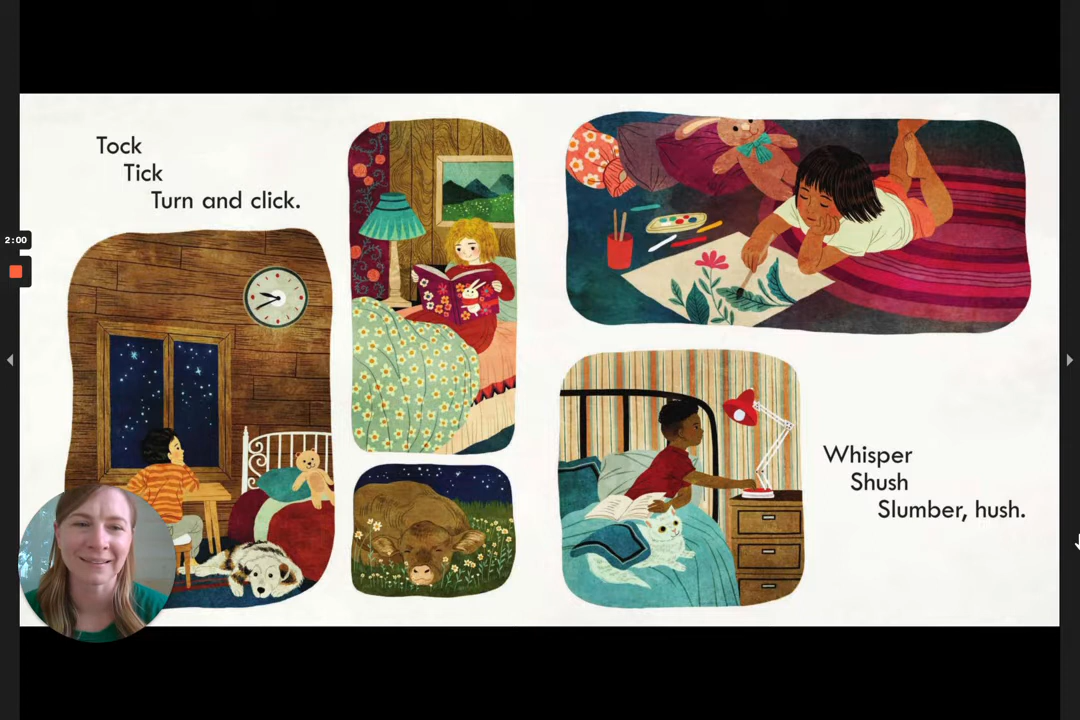 Tock
Tick
Turn and click.
2:00
Whisper
Shush
Slumber, hush.